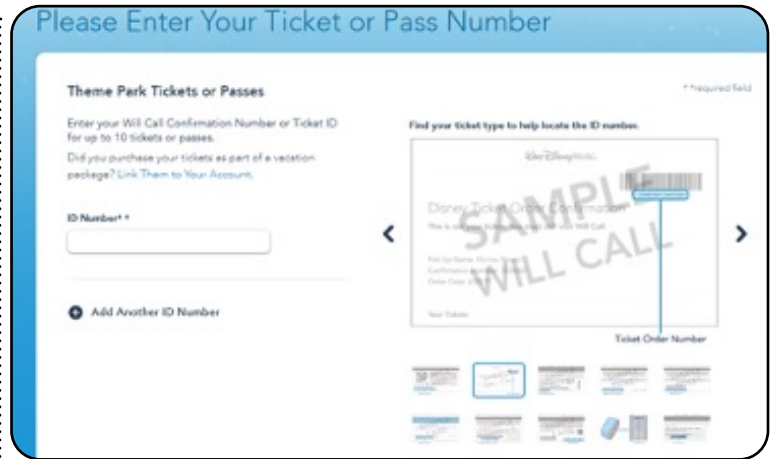 Please Enter Your Ticket or Pass Number
Theme Park Tickets or Passes
* *required field
Enter your Will Call Confirmation Number or Ticket ID
for up to 10 tickets or passes.
Did you purchase your tickets as part of a vacation
package? Link Them to Your Account.
ID Number* *
Add Another ID Number
Find your ticket type to help locate the ID number.
Walt Disney World
Disney Ticket Order Confirmation
SAMPLE
WILL CALL
Your Tickets
Ticket Order Number